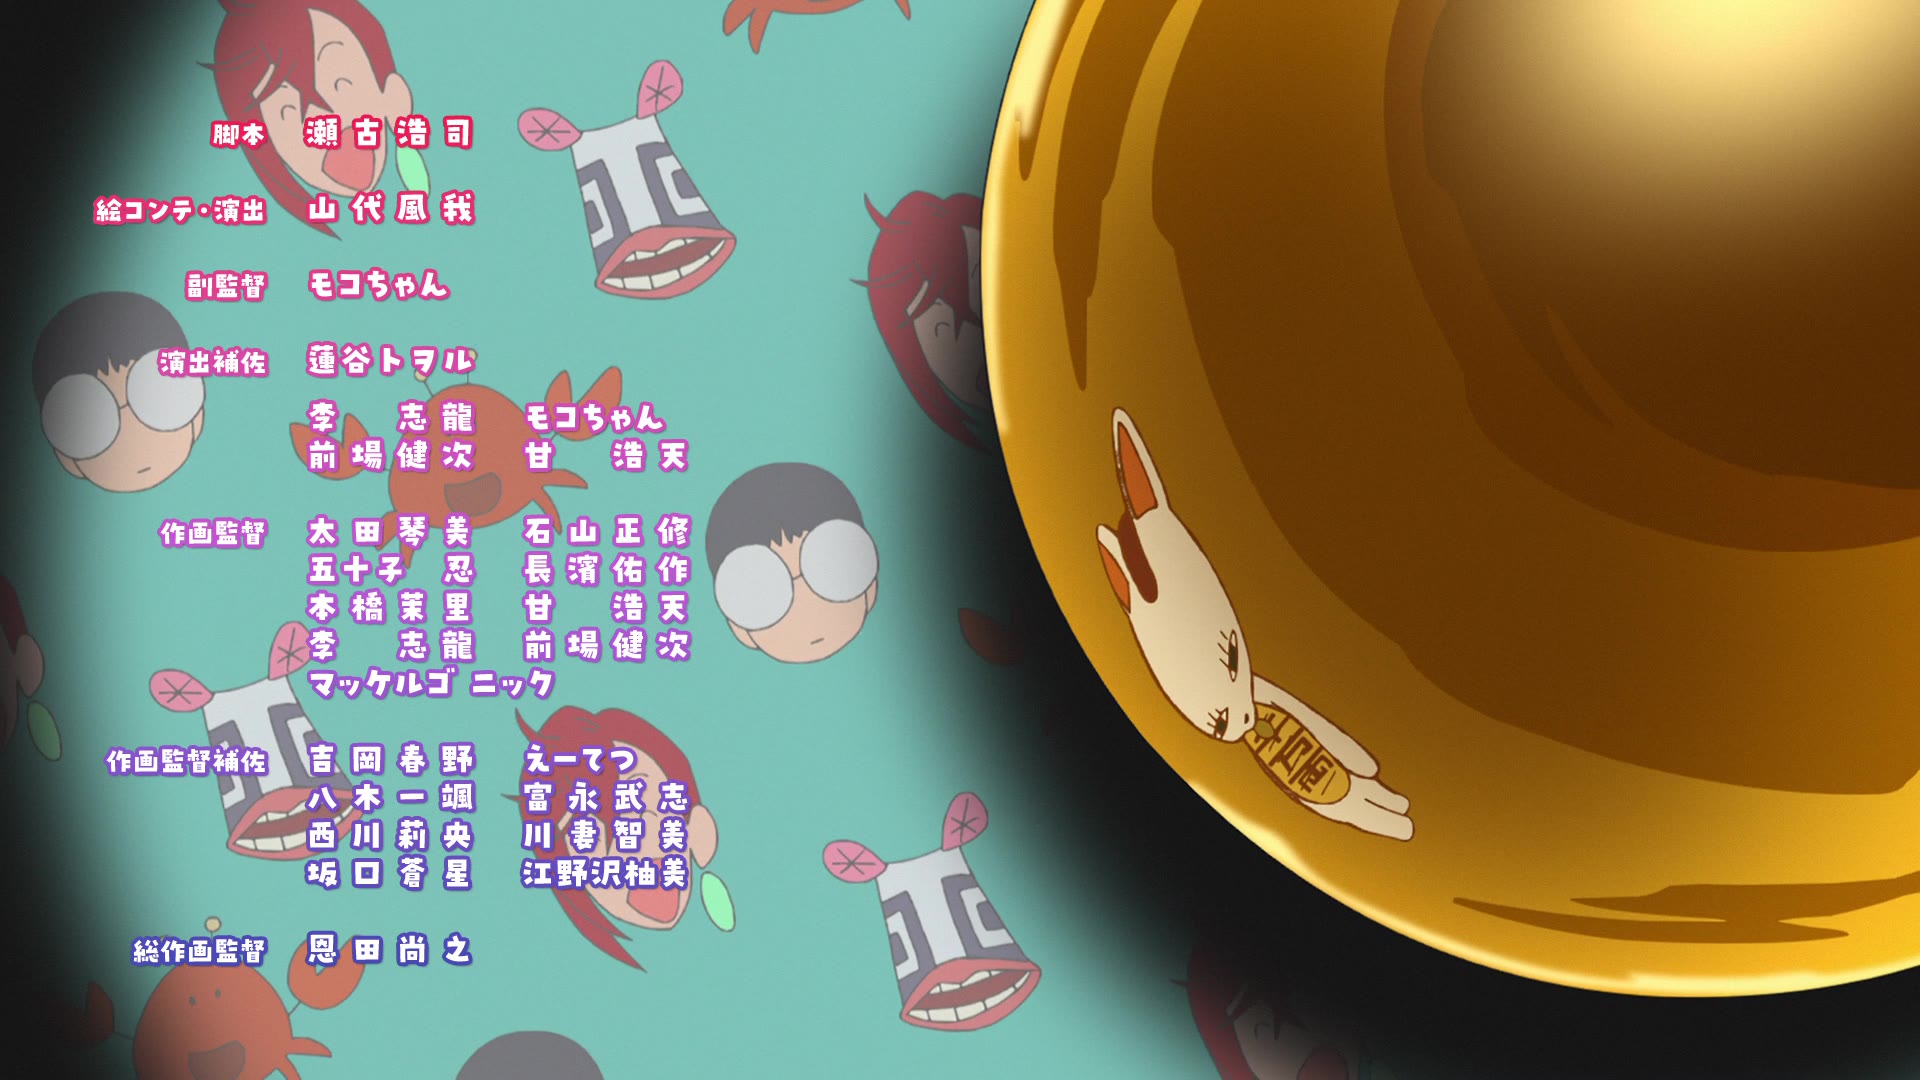 脚本 瀬古浩司
絵コンテ・演出 山代風我
副監督 モコちゃん
演出補佐 蓮谷トヲル
李 志龍 モコちゃん
前場健次 甘 浩天
作画監督 太田琴美 石山正修
五十子 忍 長濱佑作
本橋茉里 甘 浩天
李 志龍 前場健次
マッケルゴ ニック
作画監督補佐 吉岡春野 えーてつ
八木一颯 富永武志
西川莉央 川妻智美
坂口蒼星 江野沢柚美
総作画監督 恩田尚之